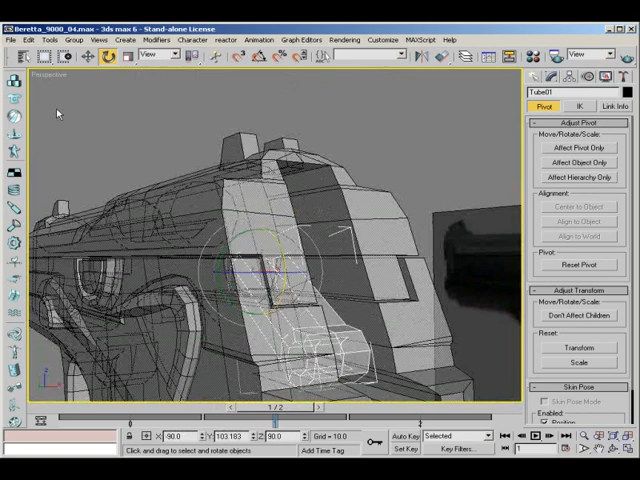 Beretta_9000_04.max - 3ds max 6 - Stand-alone License
File Edit Tools Group Views Create Modifiers Character reactor Animation Graph Editors Rendering Customize MAXScript Help
View View
Perspective
Tube01
Pivot IK Link Info
- Adjust Pivot
Move/Rotate/Scale:
Affect Pivot Only
Affect Object Only
Affect Hierarchy Only
Alignment:
Center to Object
Align to Object
Align to World
Pivot:
Reset Pivot
- Adjust Transform
Move/Rotate/Scale:
Don't Affect Children
Reset:
Transform
Scale
- Skin Pose
Skin Pose Mode
Enabled:
Position
< 1 / 2 >
0 1 2
X: -90.0 Y: 103.183 Z: 90.0 Grid = 10.0 Auto Key Selected
Click and drag to select and rotate objects Add Time Tag Set Key Key Filters... 1